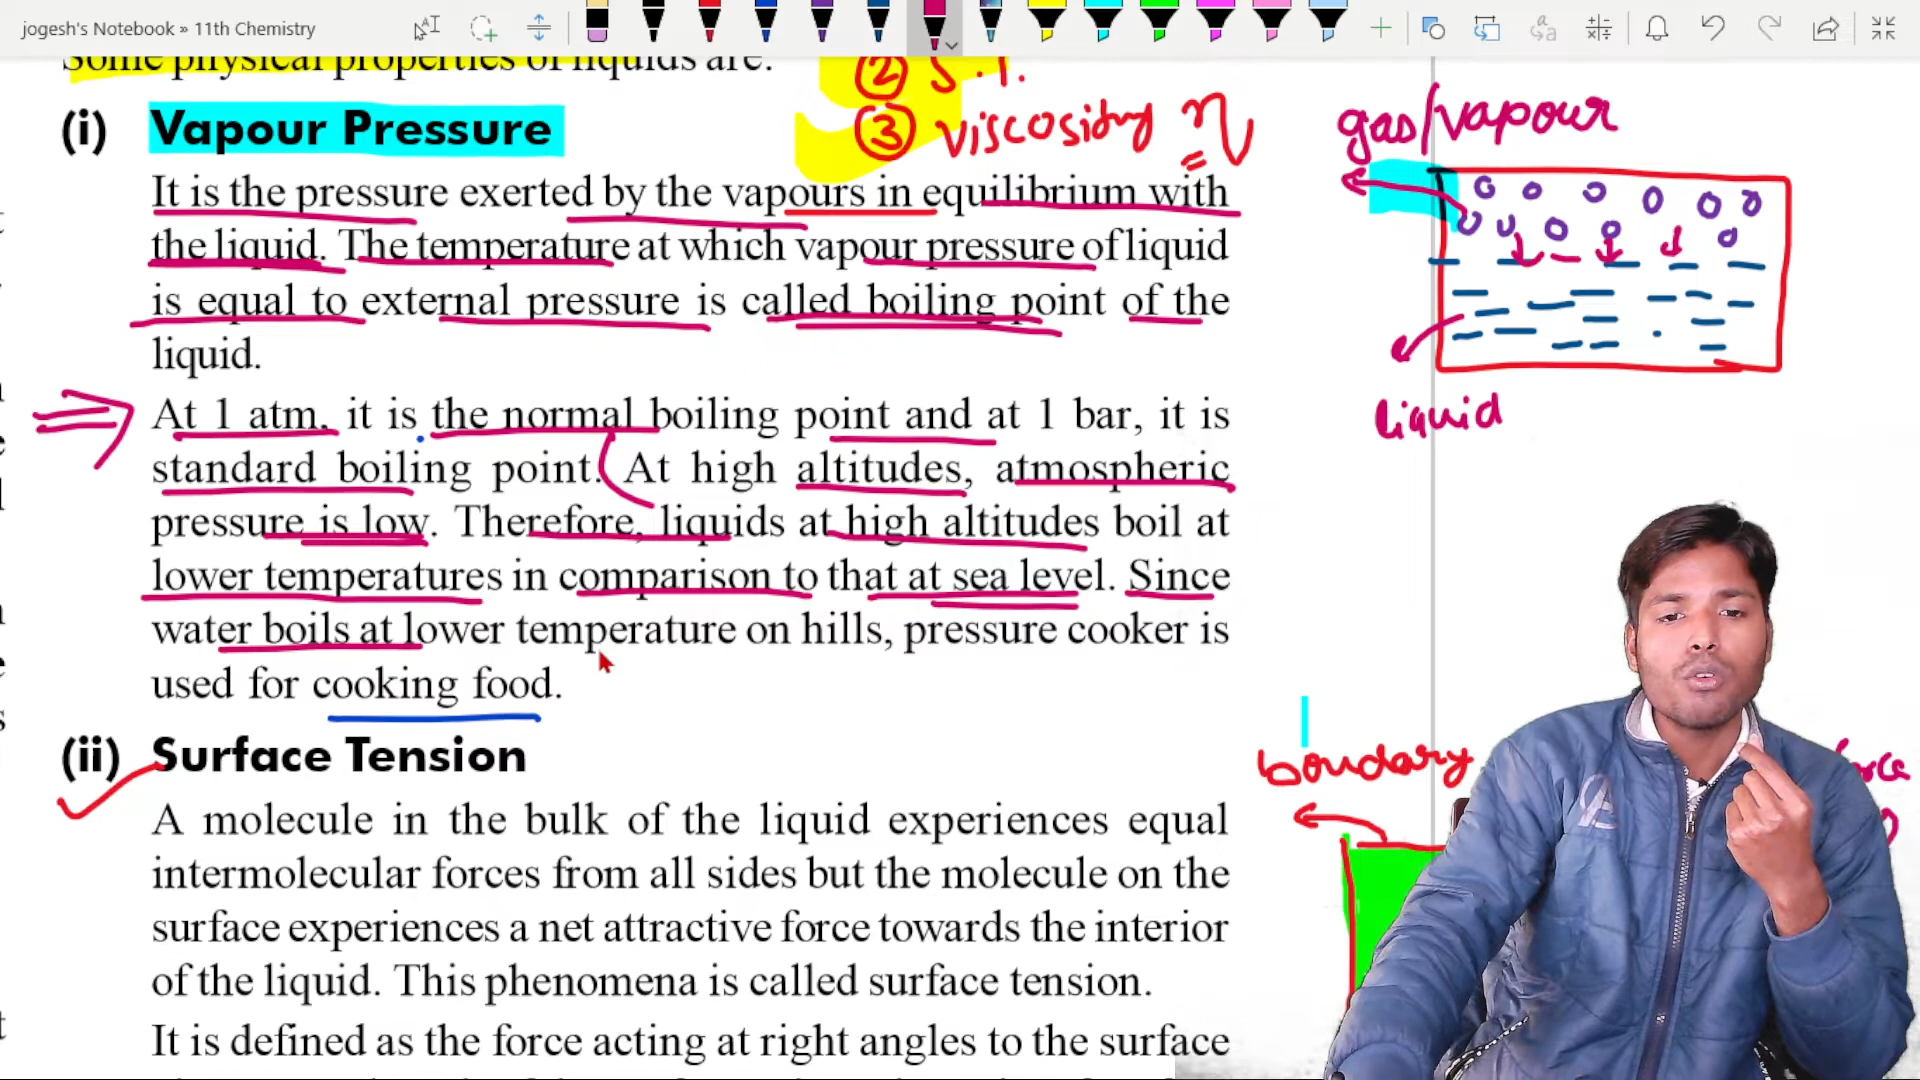 jogesh's Notebook » 11th Chemistry
Some physical properties of liquids are:
② S.T.
③ viscosity η
(i) Vapour Pressure
It is the pressure exerted by the vapours in equilibrium with
the liquid. The temperature at which vapour pressure of liquid
is equal to external pressure is called boiling point of the
liquid.
At 1 atm, it is the normal boiling point and at 1 bar, it is
standard boiling point. At high altitudes, atmospheric
pressure is low. Therefore, liquids at high altitudes boil at
lower temperatures in comparison to that at sea level. Since
water boils at lower temperature on hills, pressure cooker is
used for cooking food.
(ii) Surface Tension
A molecule in the bulk of the liquid experiences equal
intermolecular forces from all sides but the molecule on the
surface experiences a net attractive force towards the interior
of the liquid. This phenomena is called surface tension.
It is defined as the force acting at right angles to the surface
gas/vapour
liquid
boundary